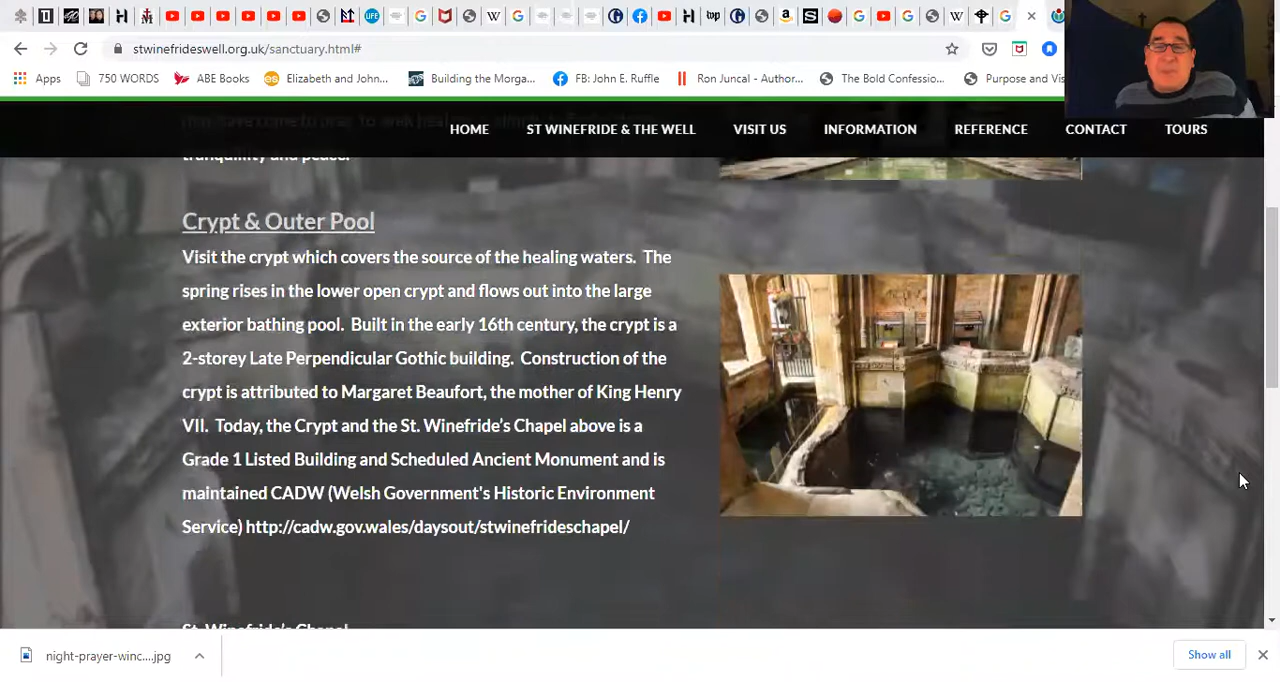 stwinefrideswell.org.uk/sanctuary.html#
Apps 750 WORDS ABE Books Elizabeth and John... Building the Morga... FB: John E. Ruffle Ron Juncal - Author... The Bold Confessio... Purpose and Vis
HOME ST WINEFRIDE & THE WELL VISIT US INFORMATION REFERENCE CONTACT TOURS
tranquility and peace.
Crypt & Outer Pool
Visit the crypt which covers the source of the healing waters. The
spring rises in the lower open crypt and flows out into the large
exterior bathing pool. Built in the early 16th century, the crypt is a
2-storey Late Perpendicular Gothic building. Construction of the
crypt is attributed to Margaret Beaufort, the mother of King Henry
VII. Today, the Crypt and the St. Winefride's Chapel above is a
Grade 1 Listed Building and Scheduled Ancient Monument and is
maintained CADW (Welsh Government's Historic Environment
Service) http://cadw.gov.wales/daysout/stwinefrideschapel/
St. Winefride's Chapel
night-prayer-winc....jpg
Show all